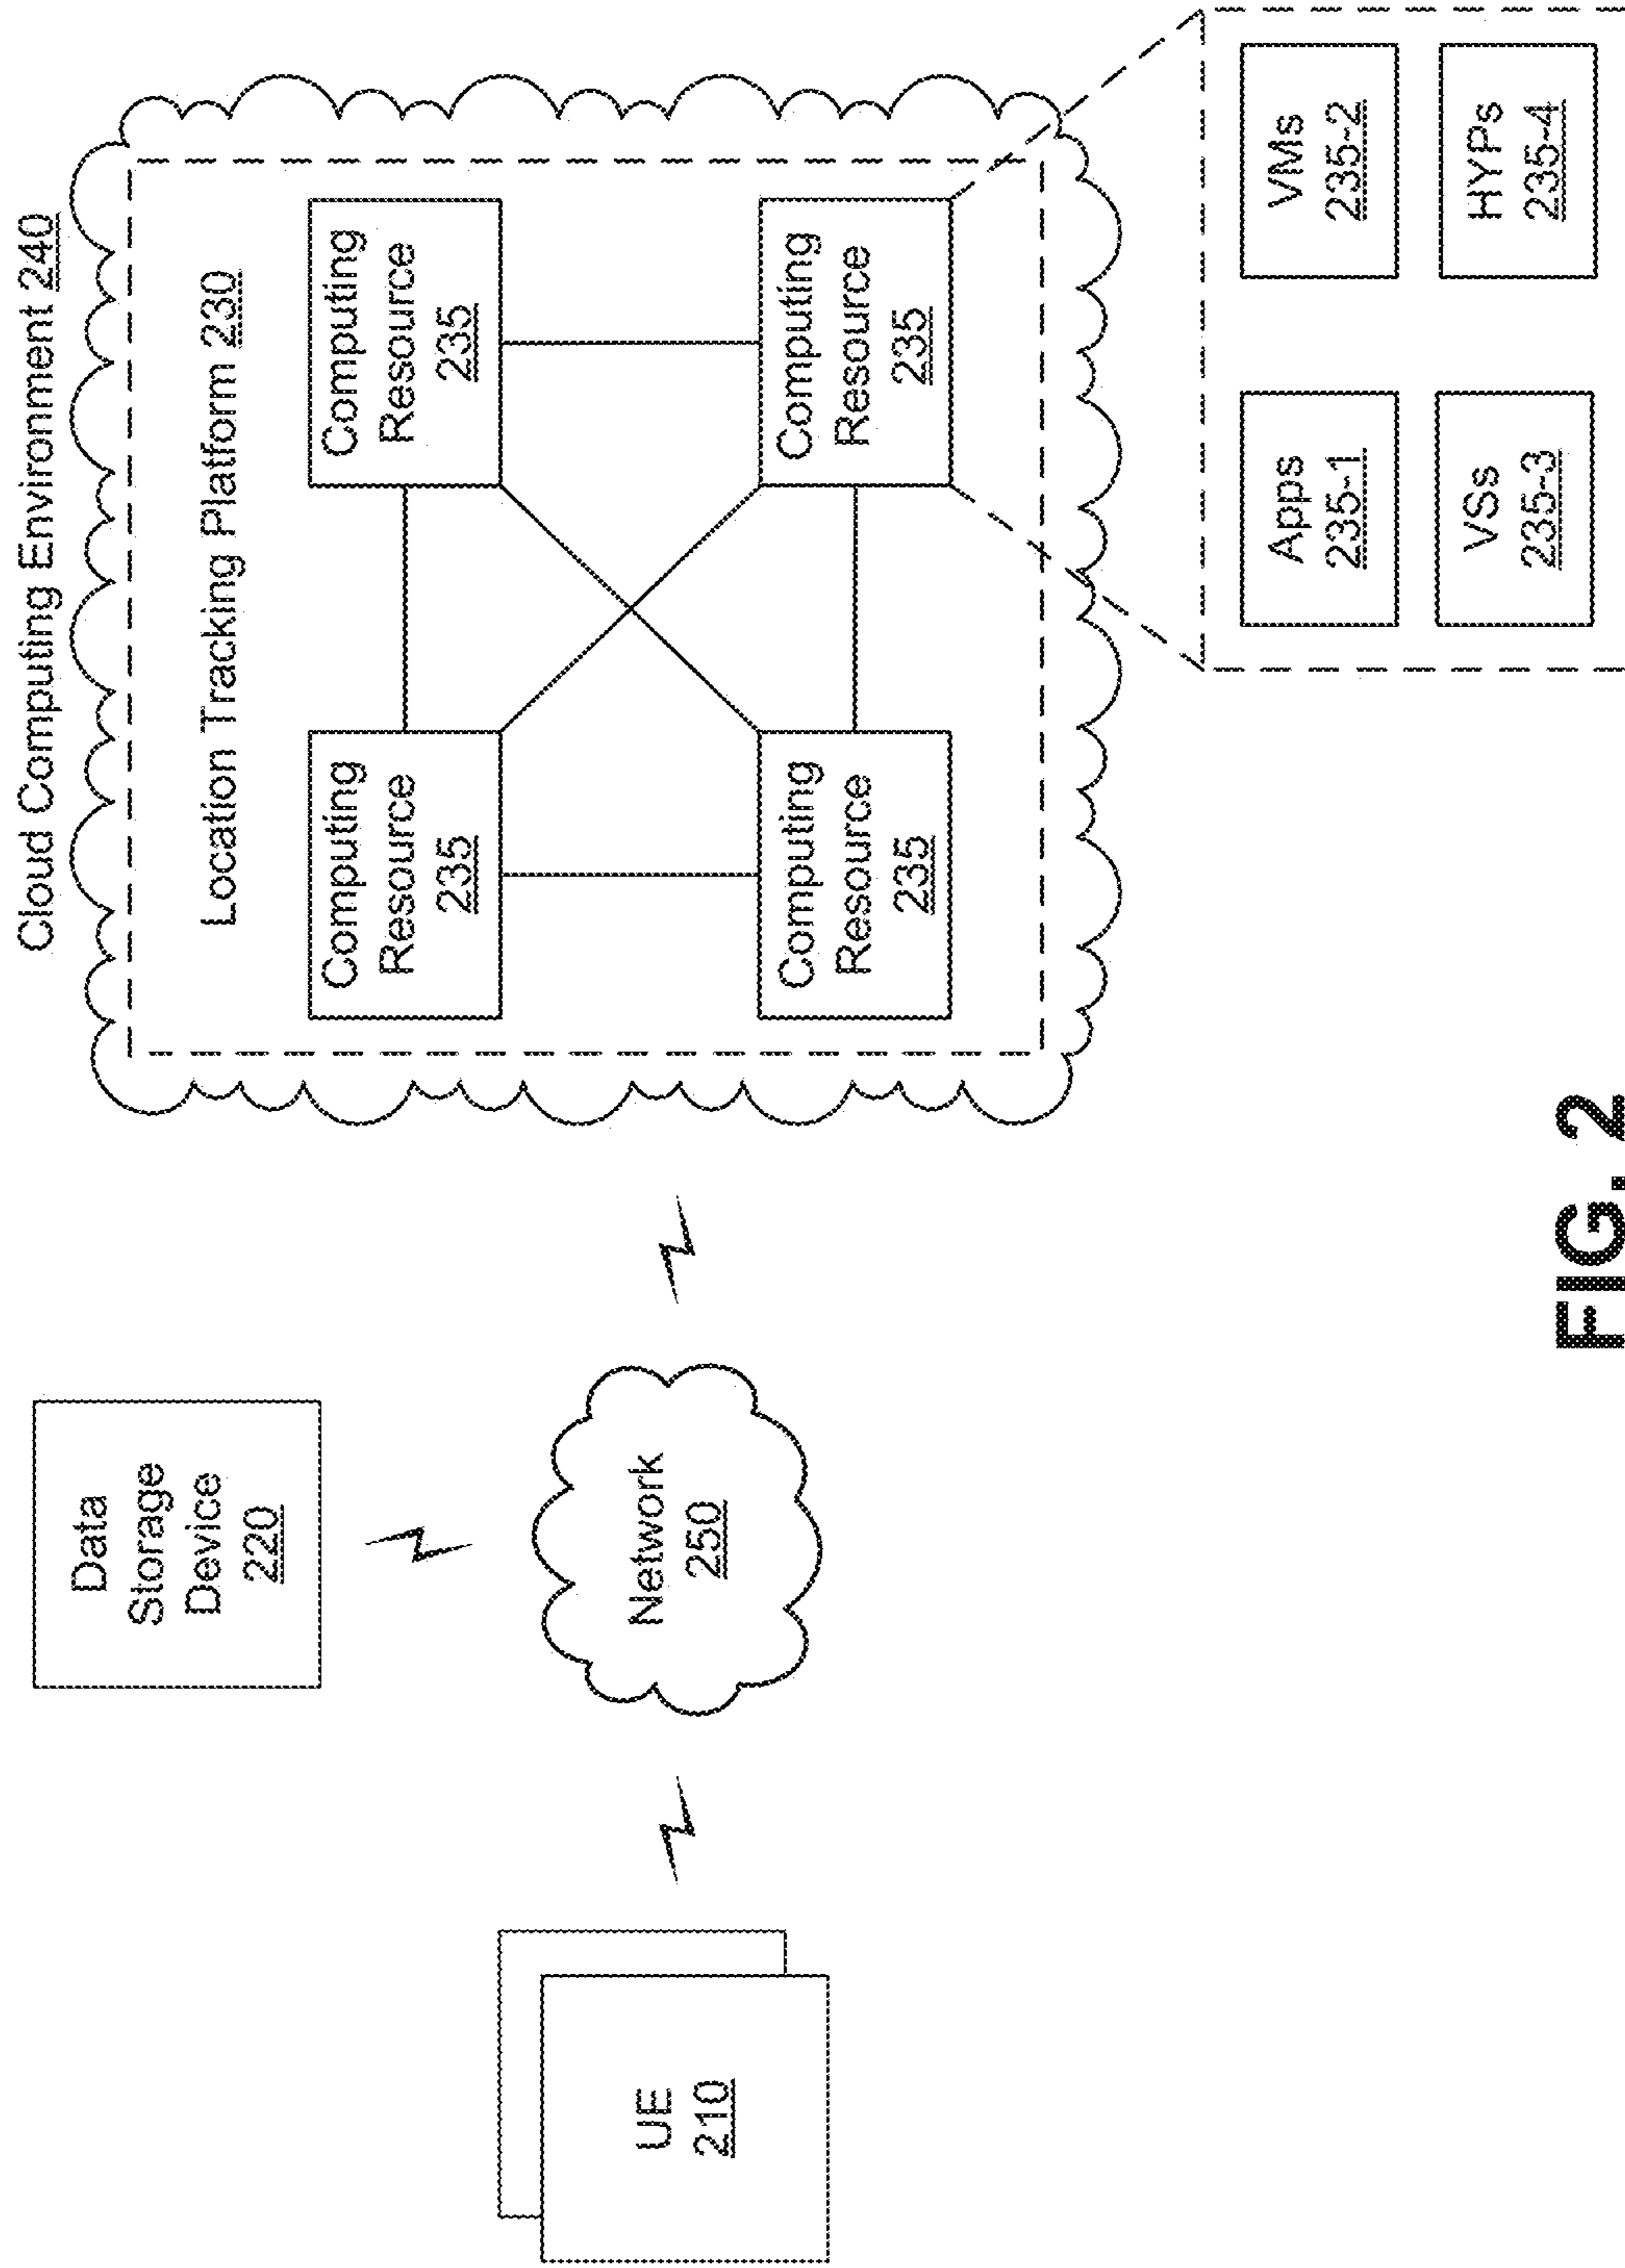 Cloud Computing Environment 240
Location Tracking Platform 230
Computing
Resource
235
Computing
Resource
235
Computing
Resource
235
Computing
Resource
235
Data
Storage
Device
220
Network
250
UE
210
Apps
235-1
VMs
235-2
VSs
235-3
HYPs
235-4
FIG. 2